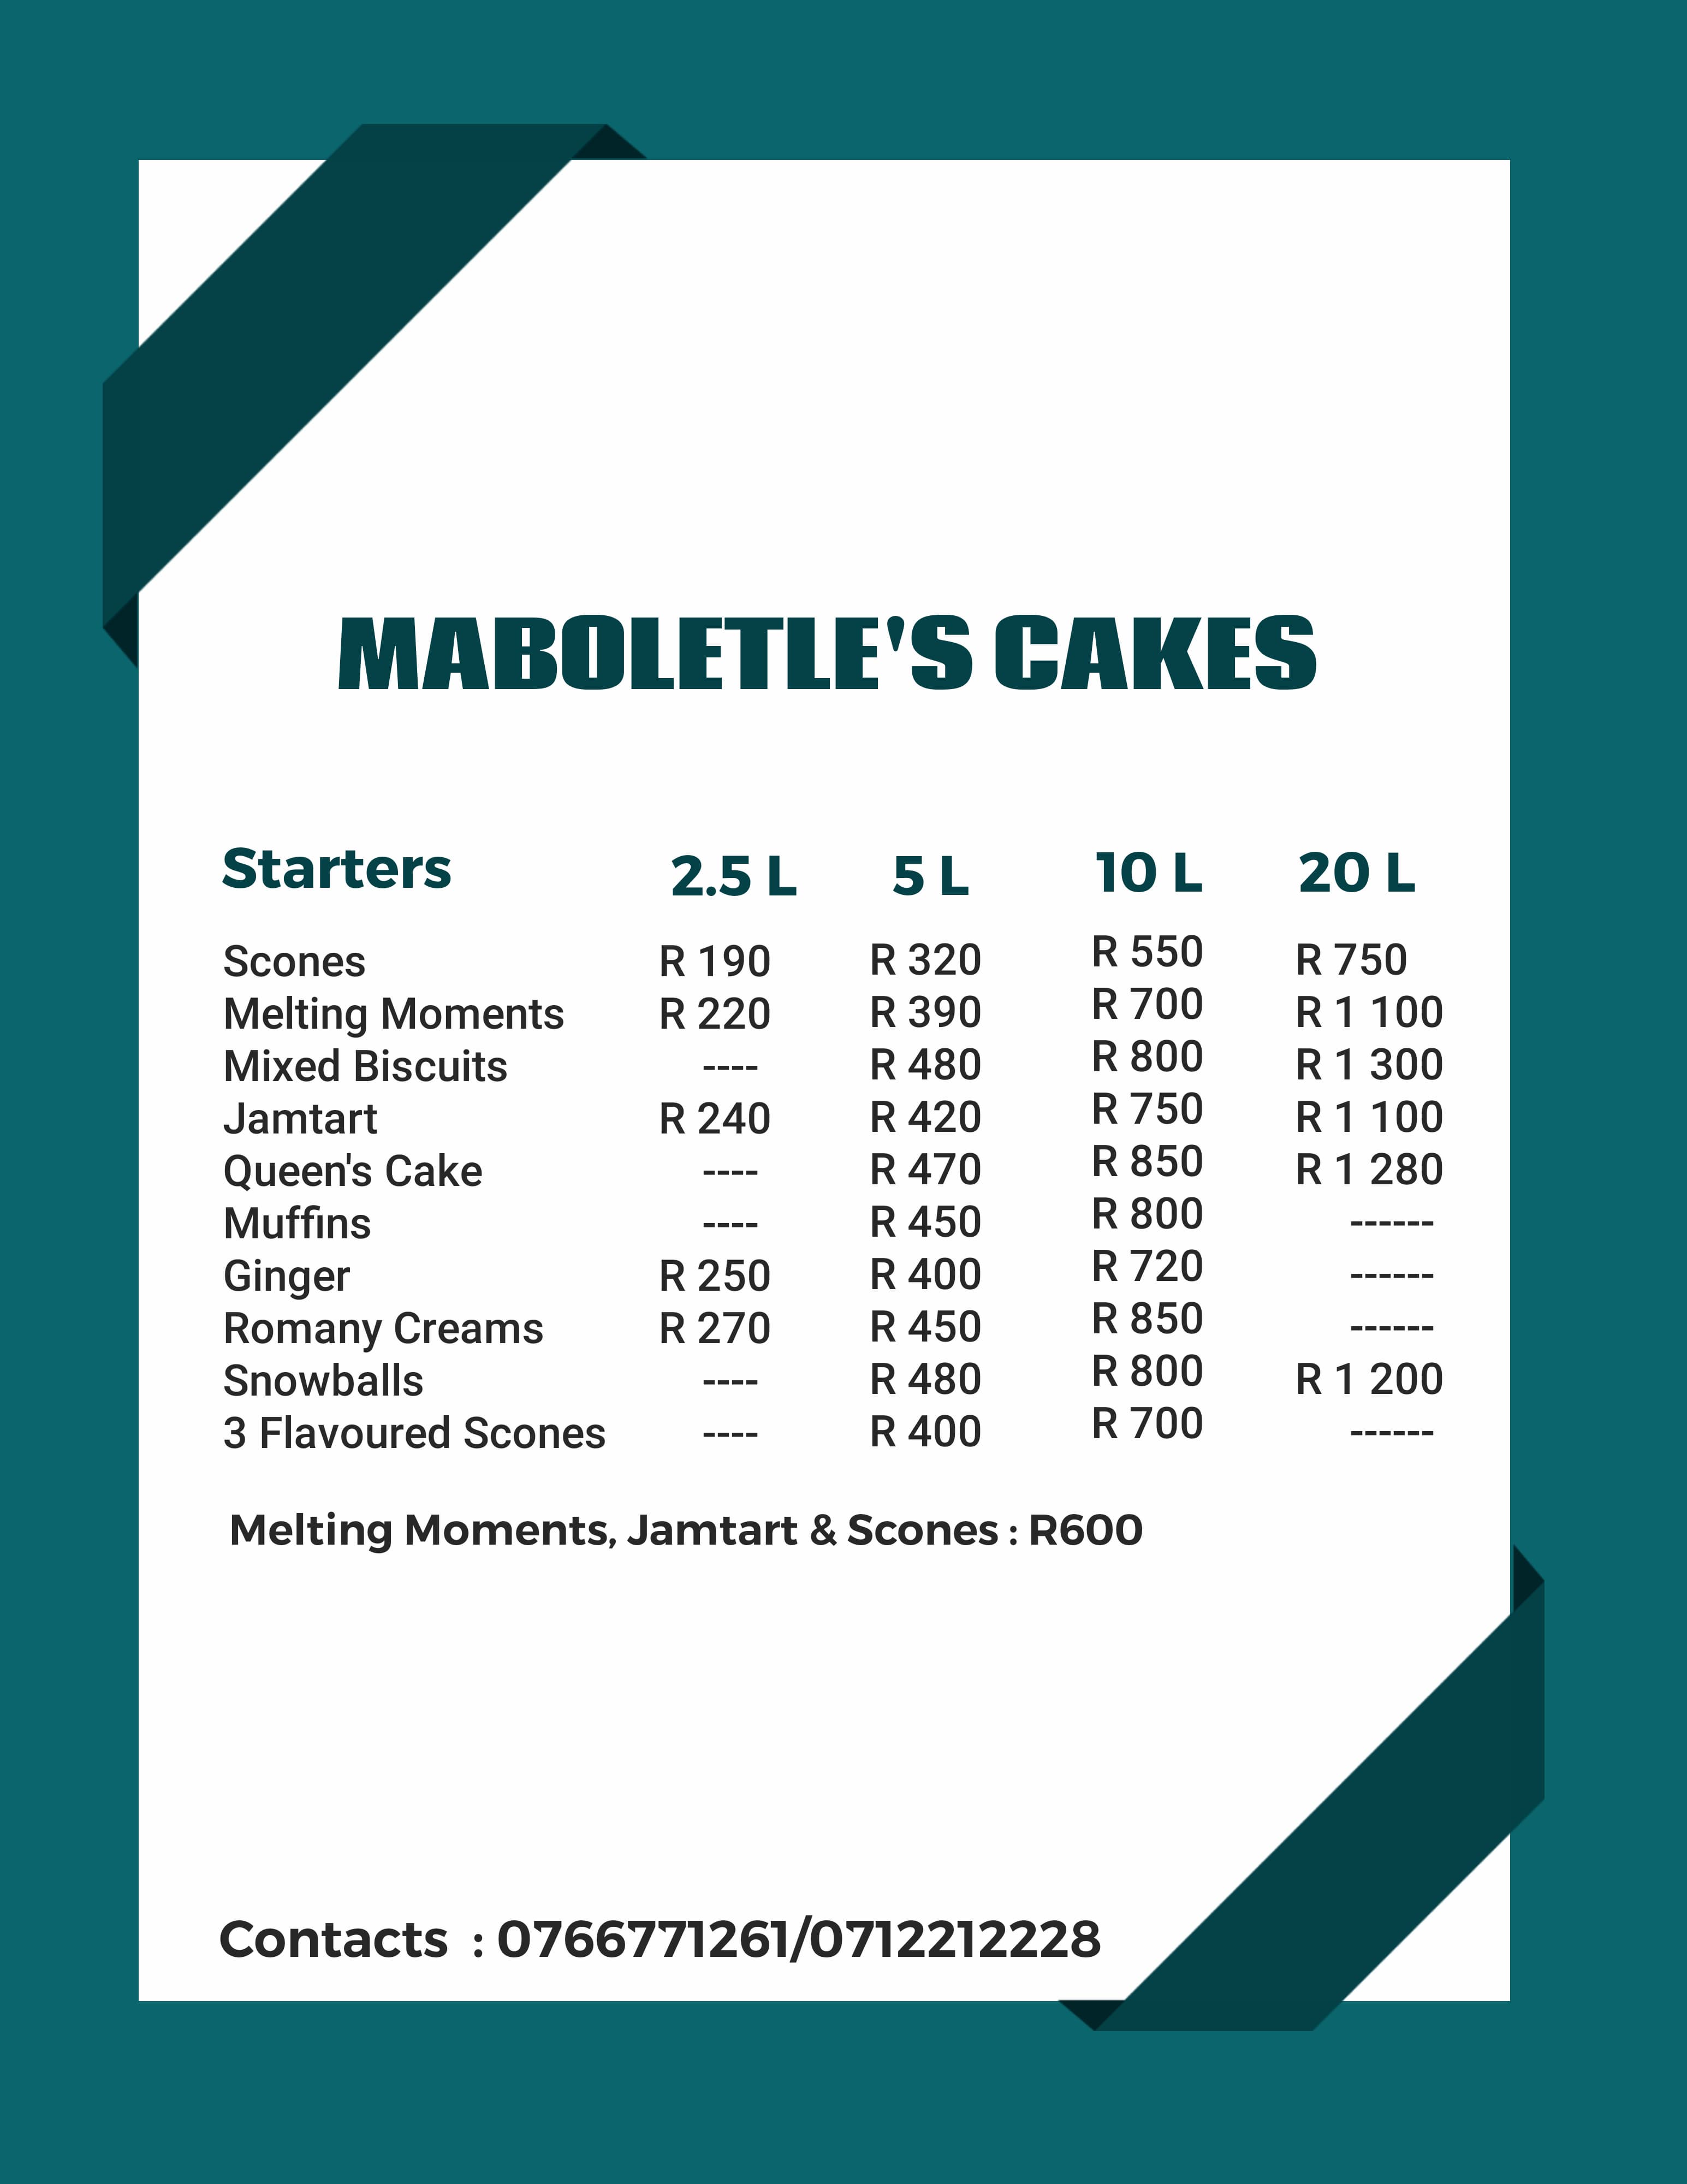 MABOLETLE'S CAKES
Starters 2.5 L 5 L 10 L 20 L
Scones R 190 R 320 R 550 R 750
Melting Moments R 220 R 390 R 700 R 1 100
Mixed Biscuits ---- R 480 R 800 R 1 300
Jamtart R 240 R 420 R 750 R 1 100
Queen's Cake ---- R 470 R 850 R 1 280
Muffins ---- R 450 R 800 ------
Ginger R 250 R 400 R 720 ------
Romany Creams R 270 R 450 R 850 ------
Snowballs ---- R 480 R 800 R 1 200
3 Flavoured Scones ---- R 400 R 700 ------
Melting Moments, Jamtart & Scones : R600
Contacts : 0766771261/0712212228